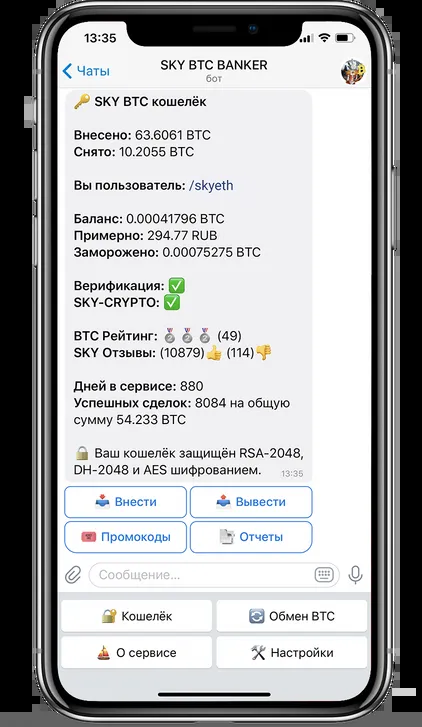 13:35
Чаты
SKY BTC BANKER
бот
🔑 SKY BTC кошелёк
Внесено: 63.6061 BTC
Снято: 10.2055 BTC
Вы пользователь: /skyeth
Баланс: 0.00041796 BTC
Примерно: 294.77 RUB
Заморожено: 0.00075275 BTC
Верификация: ✅
SKY-CRYPTO: ✅
BTC Рейтинг: 🥈🥈🥈 (49)
SKY Отзывы: (10879)👍 (114)👎
Дней в сервисе: 880
Успешных сделок: 8084 на общую
сумму 54.233 BTC
🔒 Ваш кошелёк защищён RSA-2048,
DH-2048 и AES шифрованием.
13:35
📥 Внести
📤 Вывести
🎟 Промокоды
📑 Отчеты
Сообщение...
🔐 Кошелёк
🔄 Обмен BTC
⛵ О сервисе
🛠 Настройки